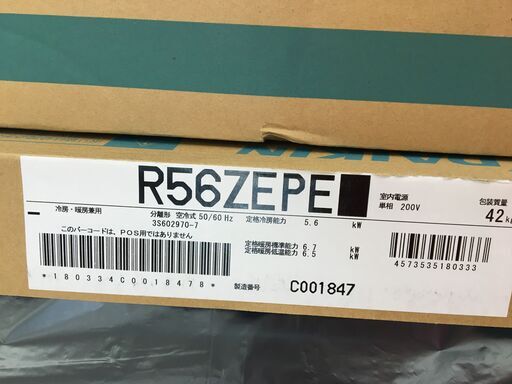 DAIKIN
R56ZEPE
冷房・暖房兼用
分離形 空冷式 50/60 Hz
3S602970-7
定格冷房能力 5.6 kW
室内電源
単相 200V
包装質量
42kg
このバーコードは、POS用ではありません
定格暖房標準能力 6.7 kW
定格暖房低温能力 6.5 kW
*180334C0018478*
製造番号 C001847
4573535180333